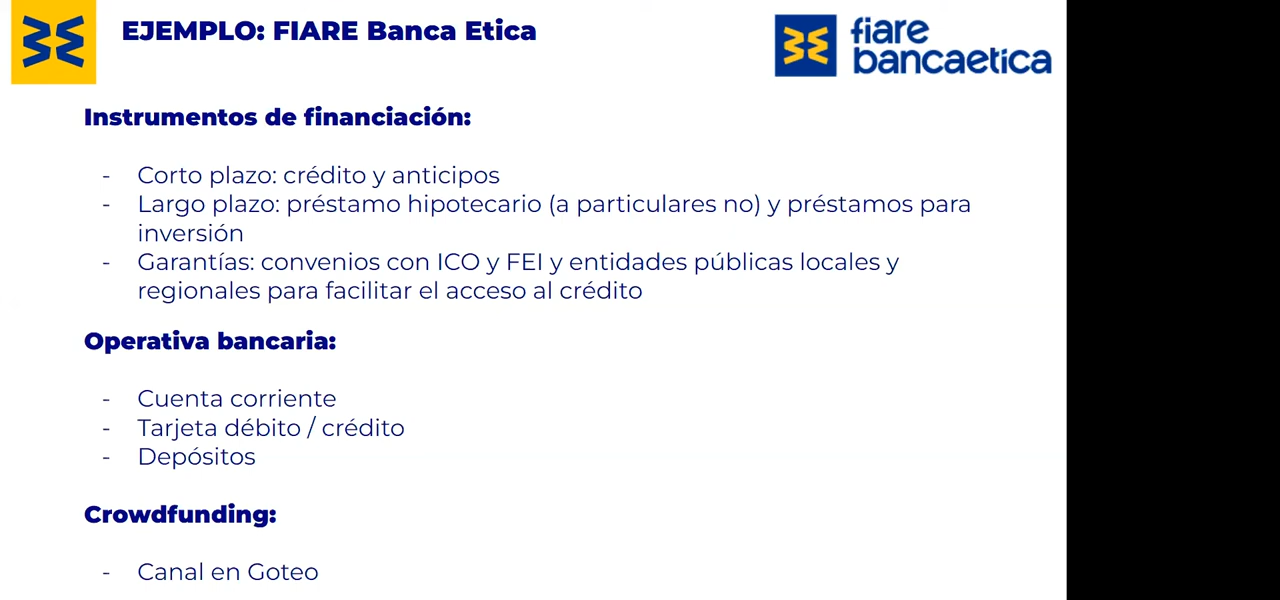 EJEMPLO: FIARE Banca Etica
fiare
bancaetica
Instrumentos de financiación:
- Corto plazo: crédito y anticipos
- Largo plazo: préstamo hipotecario (a particulares no) y préstamos para
inversión
- Garantías: convenios con ICO y FEI y entidades públicas locales y
regionales para facilitar el acceso al crédito
Operativa bancaria:
- Cuenta corriente
- Tarjeta débito / crédito
- Depósitos
Crowdfunding:
- Canal en Goteo